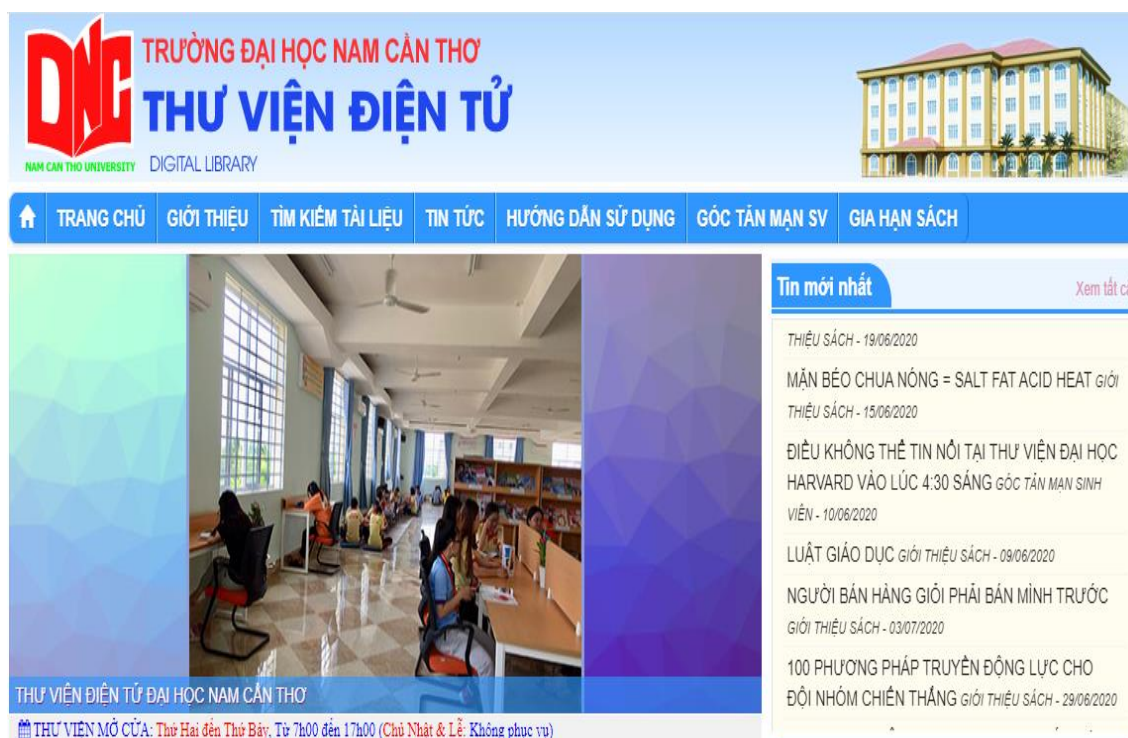 DNC
NAM CAN THO UNIVERSITY
TRƯỜNG ĐẠI HỌC NAM CẦN THƠ
THƯ VIỆN ĐIỆN TỬ
DIGITAL LIBRARY
TRANG CHỦ GIỚI THIỆU TÌM KIẾM TÀI LIỆU TIN TỨC HƯỚNG DẪN SỬ DỤNG GÓC TẢN MẠN SV GIA HẠN SÁCH
THƯ VIỆN ĐIỆN TỬ ĐẠI HỌC NAM CẦN THƠ
THƯ VIỆN MỞ CỬA: Thứ Hai đến Thứ Bảy, Từ 7h00 đến 17h00 (Chủ Nhật & Lễ: Không phục vụ)
Tin mới nhất
Xem tất cả
THIỆU SÁCH - 19/06/2020
MẶN BÉO CHUA NÓNG = SALT FAT ACID HEAT GIỚI
THIỆU SÁCH - 15/06/2020
ĐIỀU KHÔNG THỂ TIN NỔI TẠI THƯ VIỆN ĐẠI HỌC
HARVARD VÀO LÚC 4:30 SÁNG GÓC TẢN MẠN SINH
VIÊN - 10/06/2020
LUẬT GIÁO DỤC GIỚI THIỆU SÁCH - 09/06/2020
NGƯỜI BÁN HÀNG GIỎI PHẢI BÁN MÌNH TRƯỚC
GIỚI THIỆU SÁCH - 03/07/2020
100 PHƯƠNG PHÁP TRUYỀN ĐỘNG LỰC CHO
ĐỘI NHÓM CHIẾN THẮNG GIỚI THIỆU SÁCH - 29/06/2020